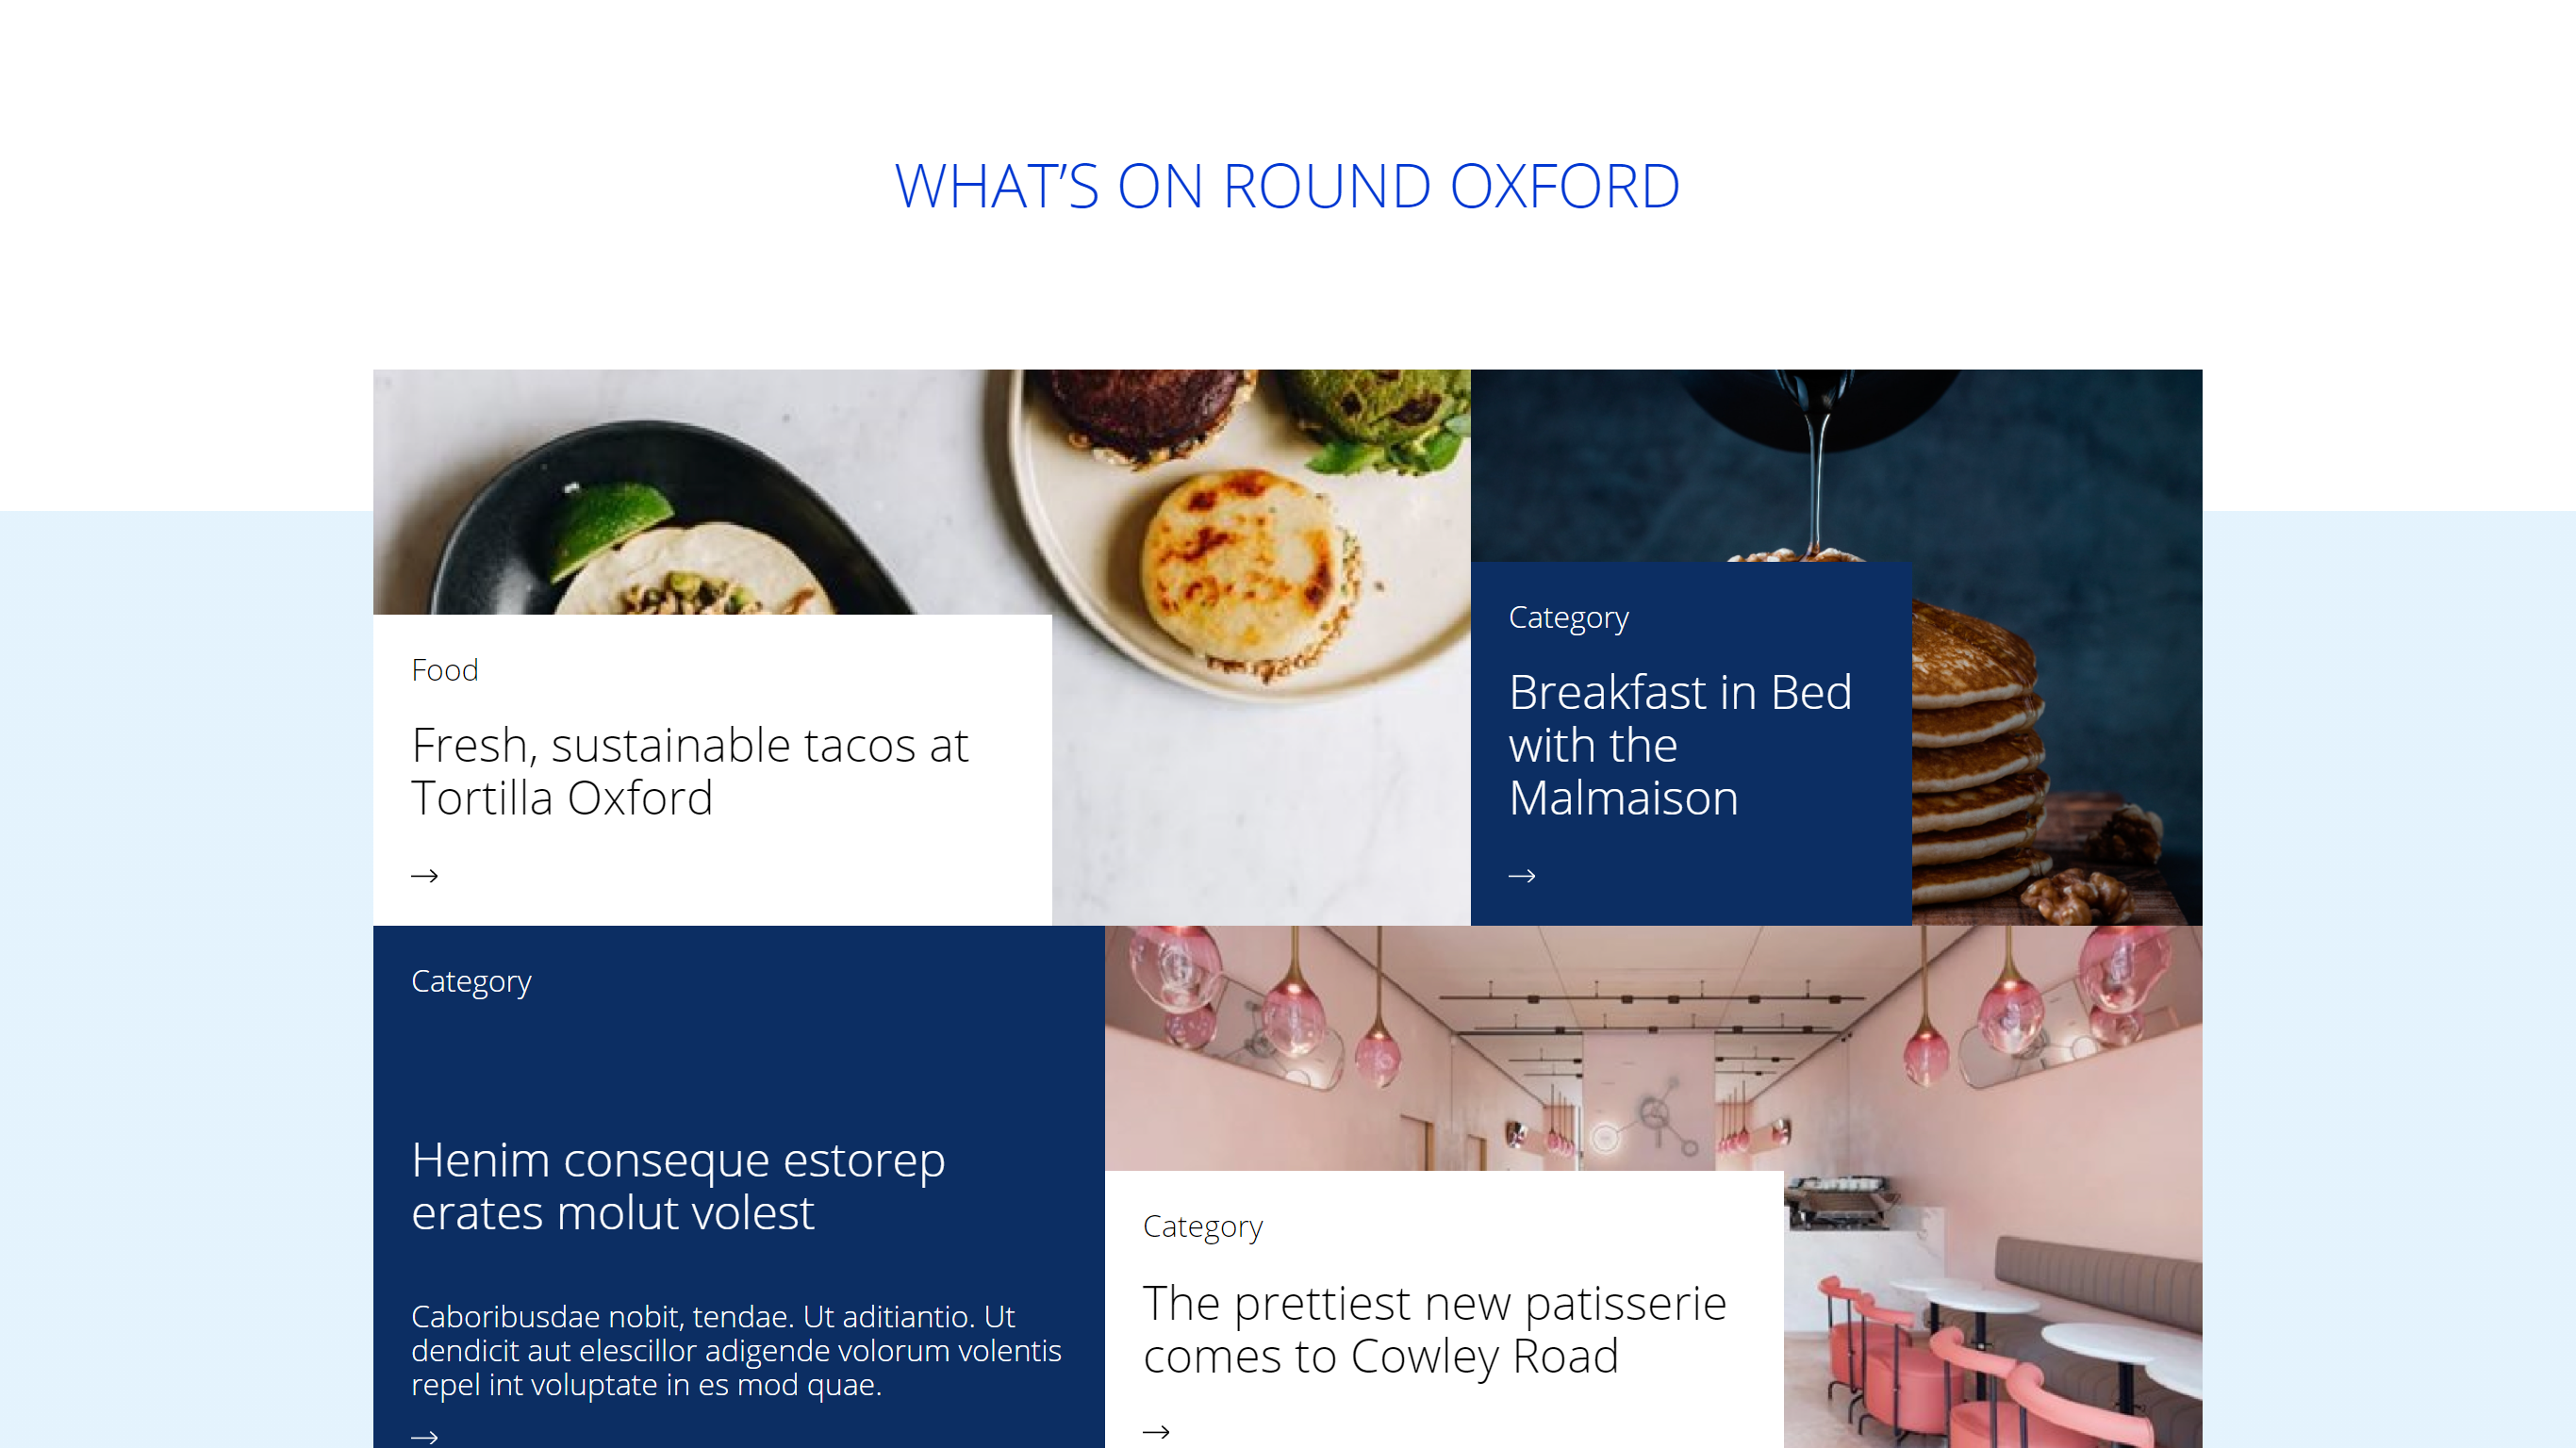 WHAT’S ON ROUND OXFORD
Food
Fresh, sustainable tacos at
Tortilla Oxford
Category
Breakfast in Bed
with the
Malmaison
Category
Henim conseque estorep
erates molut volest
Caboribusdae nobit, tendae. Ut aditiantio. Ut
dendicit aut elescillor adigende volorum volentis
repel int voluptate in es mod quae.
Category
The prettiest new patisserie
comes to Cowley Road